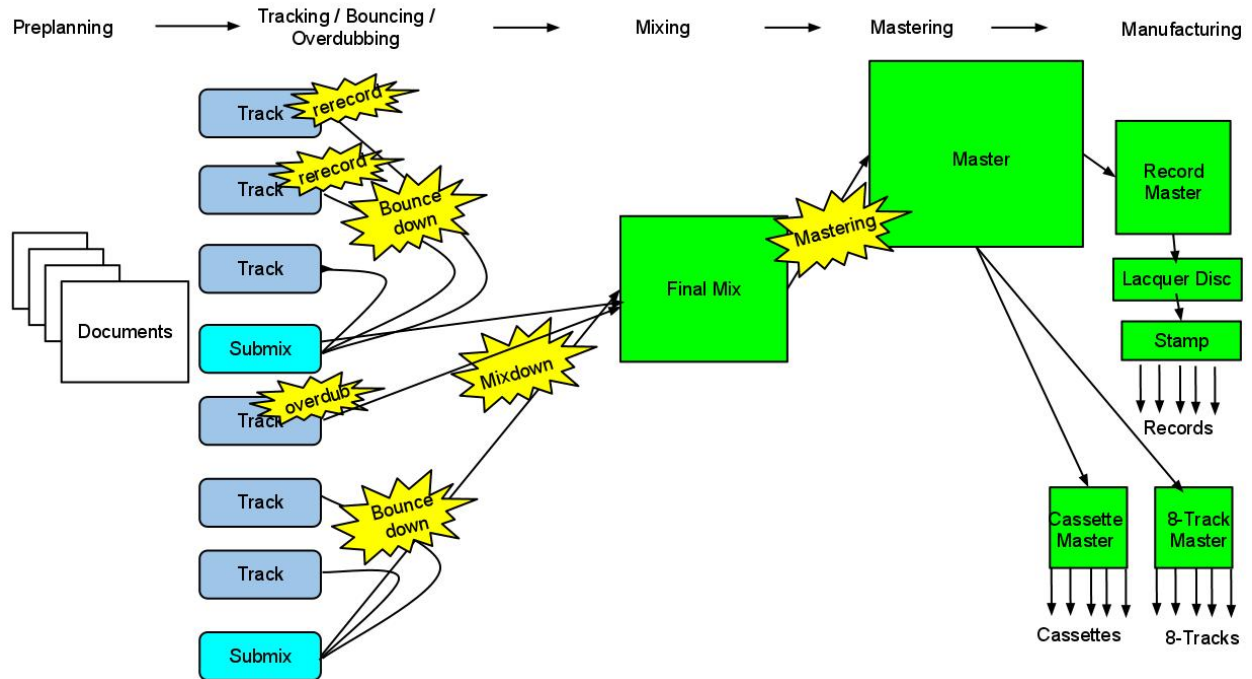 Preplanning
Tracking / Bouncing /
Overdubbing
Mixing
Mastering
Manufacturing
Track
rerecord
Track
rerecord
Bounce
down
Track
Documents
Submix
Track
overdub
Mixdown
Track
Bounce
down
Track
Submix
Final Mix
Mastering
Master
Record
Master
Lacquer Disc
Stamp
Records
Cassette
Master
8-Track
Master
Cassettes
8-Tracks